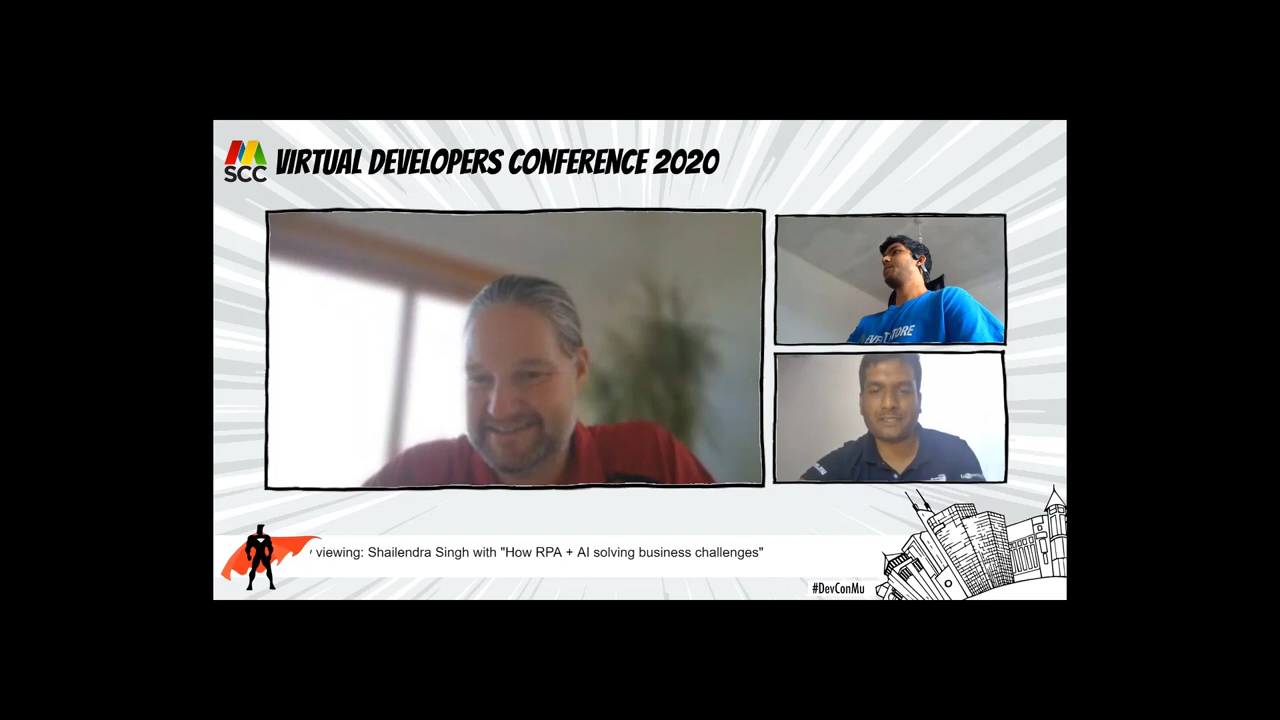 SCC
VIRTUAL DEVELOPERS CONFERENCE 2020
viewing: Shailendra Singh with "How RPA + AI solving business challenges"
#DevConMu